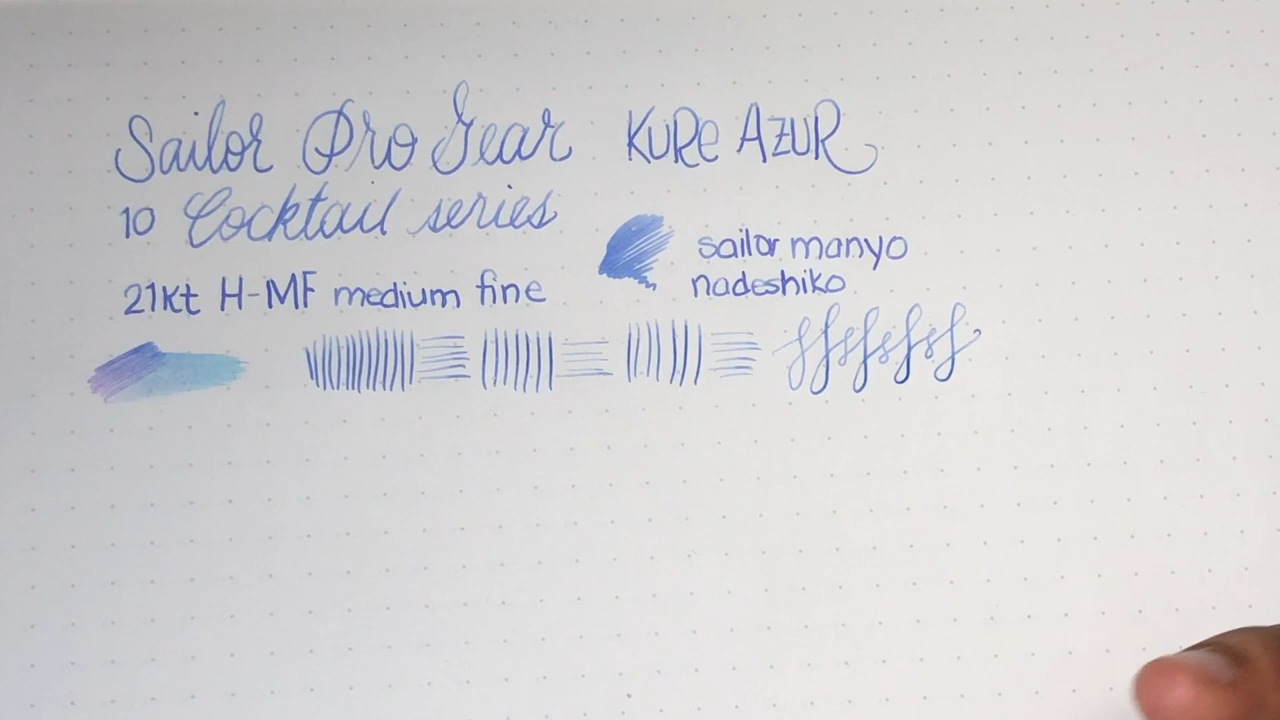 Sailor Pro Gear KURe AZUR
10 Cocktail series
sailor manyo
nadeshiko
21kt H-MF medium fine